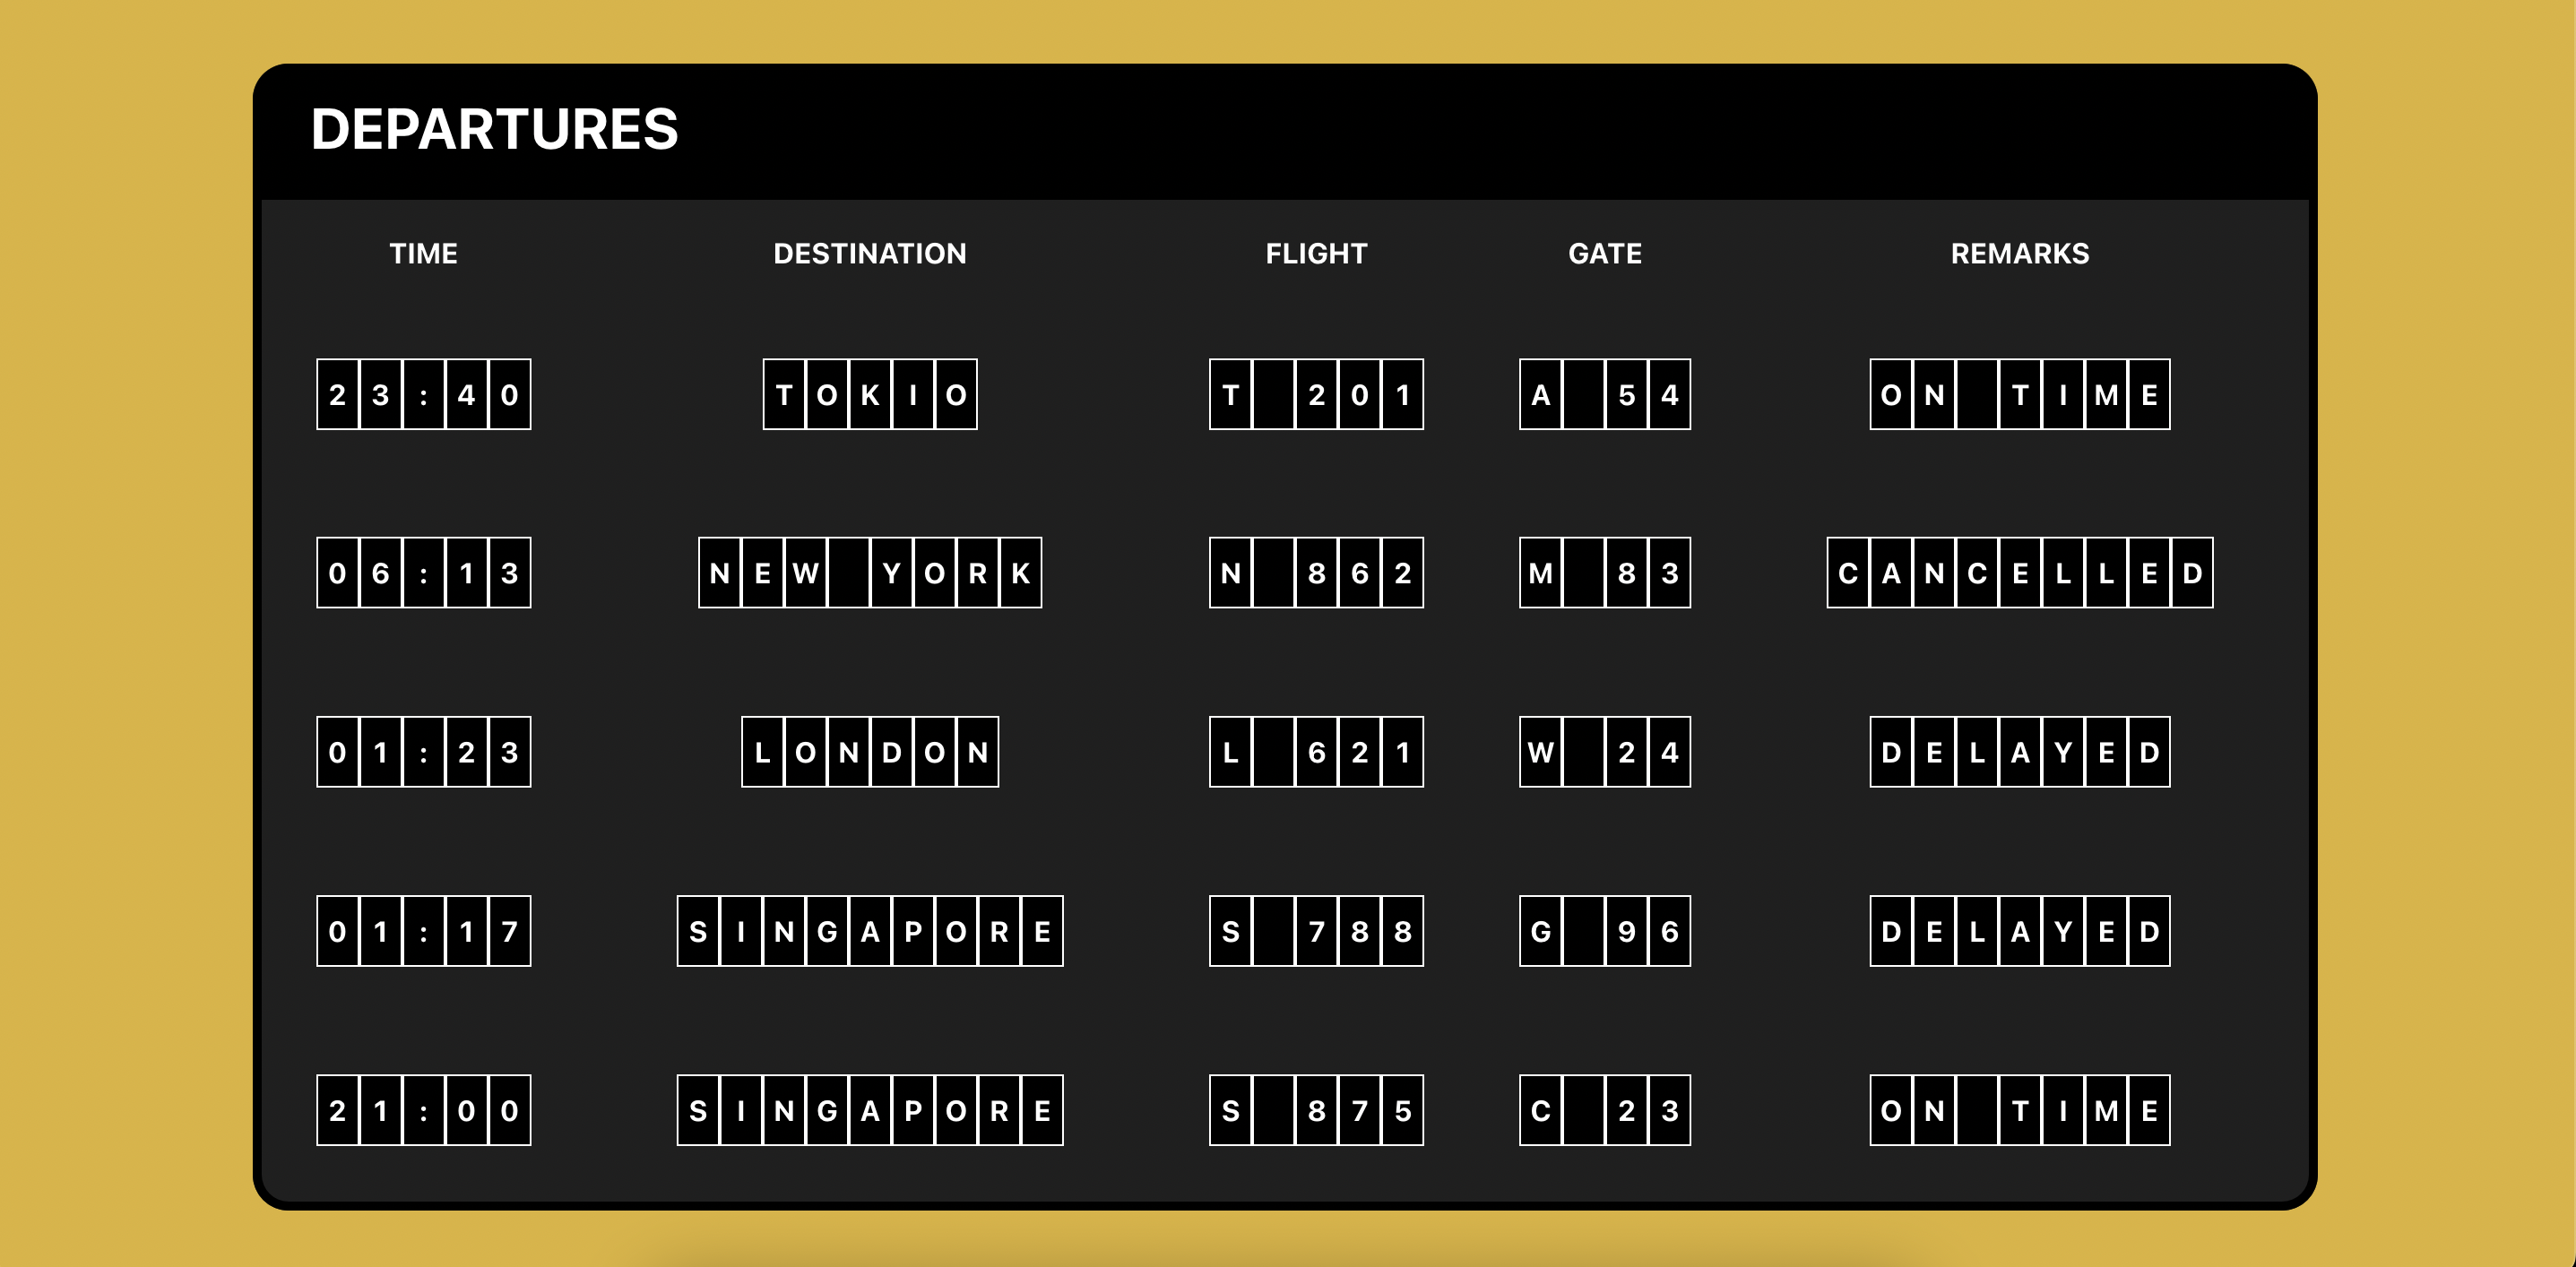 DEPARTURES
TIME DESTINATION FLIGHT GATE REMARKS
23:40 TOKIO T 201 A 54 ON TIME
06:13 NEW YORK N 862 M 83 CANCELLED
01:23 LONDON L 621 W 24 DELAYED
01:17 SINGAPORE S 788 G 96 DELAYED
21:00 SINGAPORE S 875 C 23 ON TIME